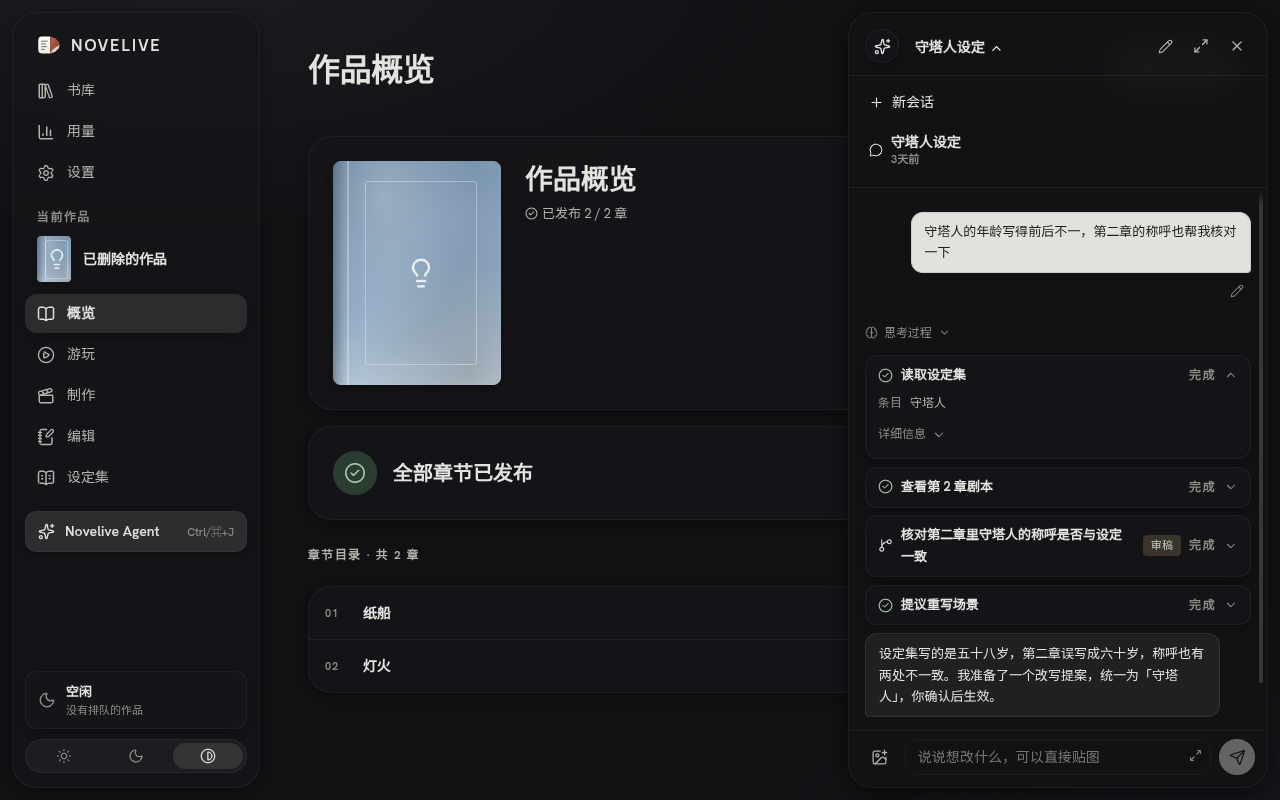 NOVELIVE
书库
用量
设置
当前作品
已删除的作品
概览
游玩
制作
编辑
设定集
Novelive Agent
Ctrl/⌘+J
空闲
没有排队的作品
作品概览
作品概览
已发布 2 / 2 章
全部章节已发布
章节目录 · 共 2 章
01 纸船
02 灯火
守塔人设定
新会话
守塔人设定
3天前
守塔人的年龄写得前后不一，第二章的称呼也帮我核对
一下
思考过程
读取设定集 完成
条目 守塔人
详细信息
查看第 2 章剧本 完成
核对第二章里守塔人的称呼是否与设定
一致
审稿 完成
提议重写场景 完成
设定集写的是五十八岁，第二章误写成六十岁，称呼也有
两处不一致。我准备了一个改写提案，统一为「守塔
人」，你确认后生效。
说说想改什么，可以直接贴图